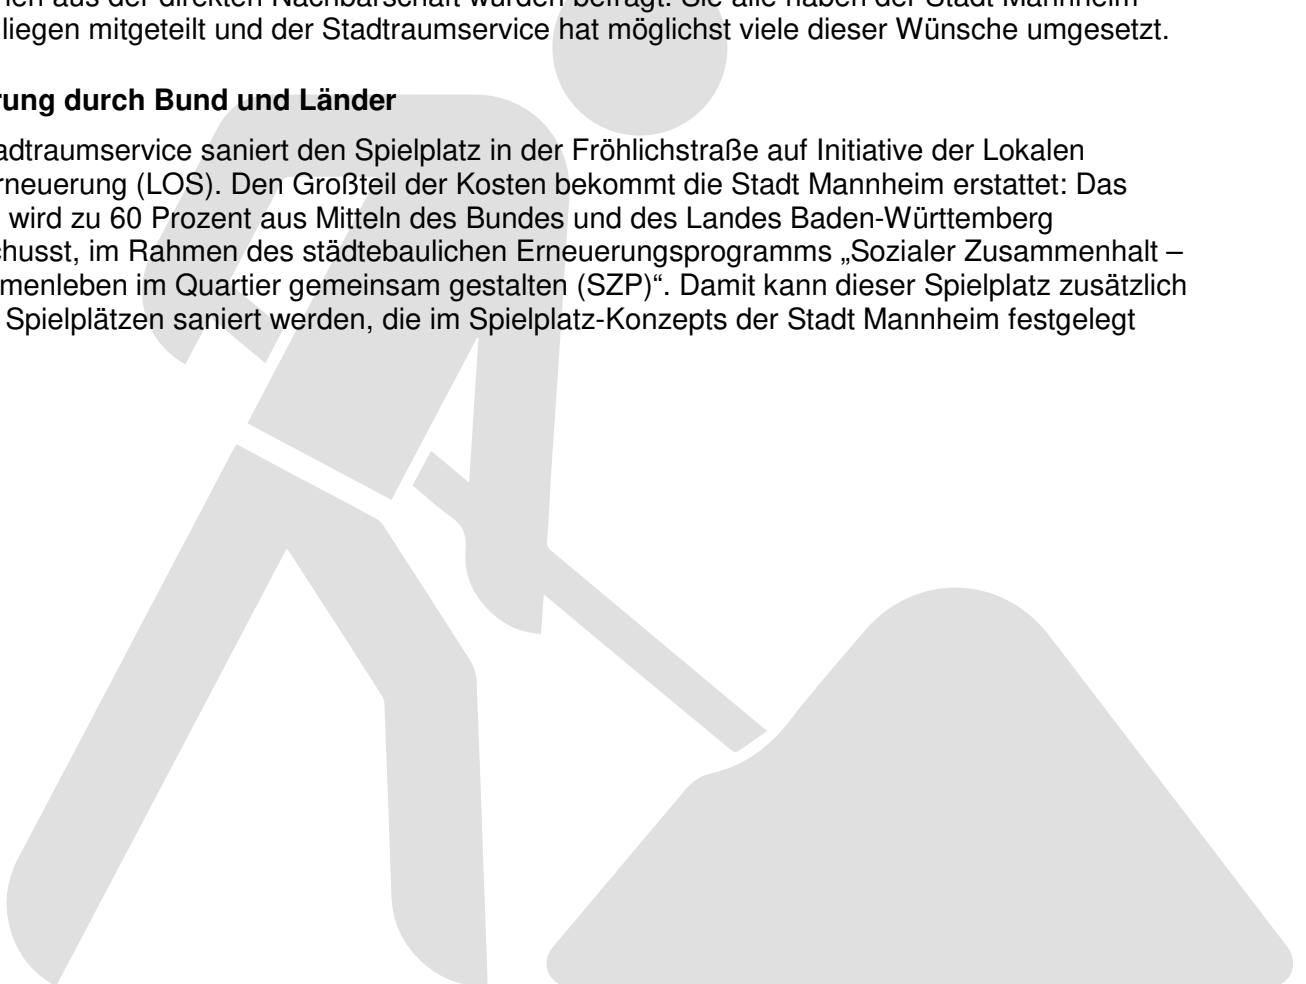 nen aus der direkten Nachbarschaft wurden befragt. Sie alle haben der Stadt Mannheim
liegen mitgeteilt und der Stadtraumservice hat möglichst viele dieser Wünsche umgesetzt.
rung durch Bund und Länder
adtraumservice saniert den Spielplatz in der Fröhlichstraße auf Initiative der Lokalen
rneuerung (LOS). Den Großteil der Kosten bekommt die Stadt Mannheim erstattet: Das
wird zu 60 Prozent aus Mitteln des Bundes und des Landes Baden-Württemberg
chusst, im Rahmen des städtebaulichen Erneuerungsprogramms „Sozialer Zusammenhalt –
menleben im Quartier gemeinsam gestalten (SZP)“. Damit kann dieser Spielplatz zusätzlich
Spielplätzen saniert werden, die im Spielplatz-Konzepts der Stadt Mannheim festgelegt